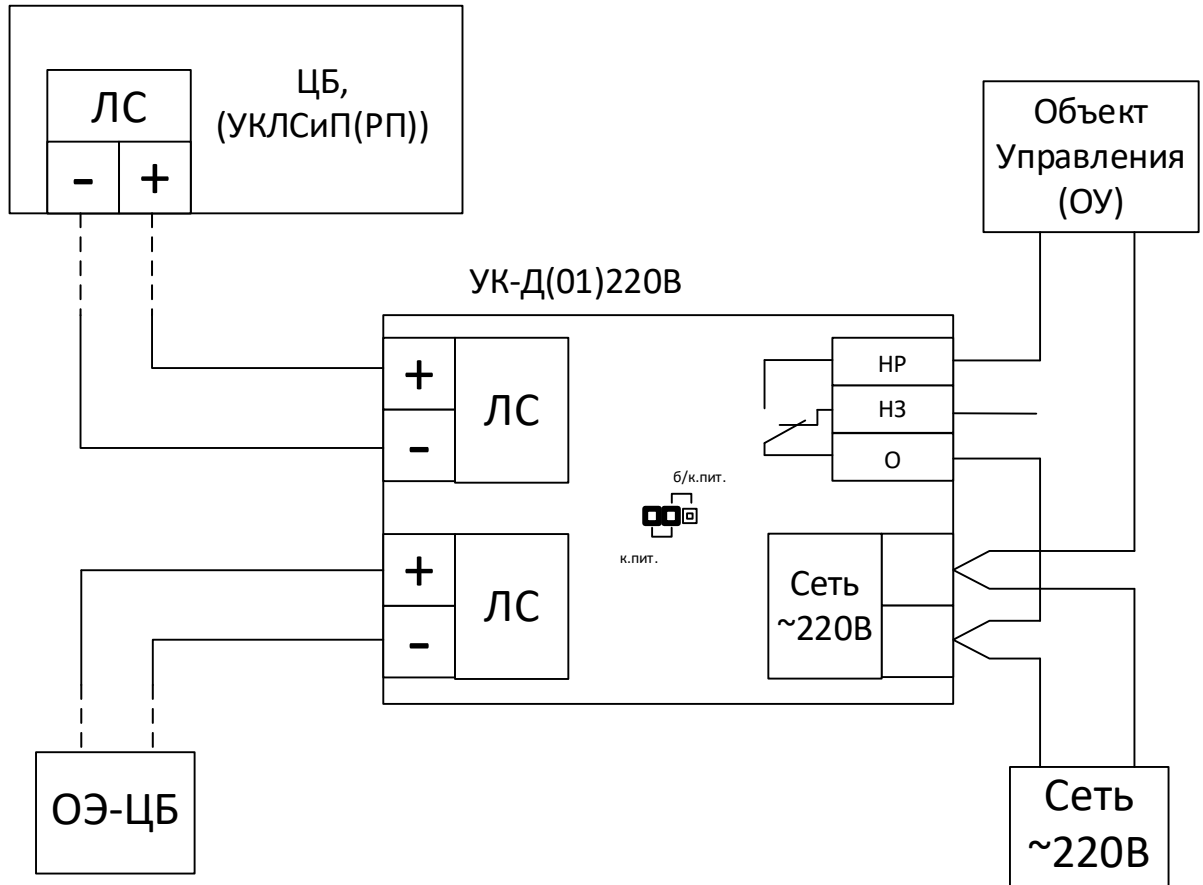 ЦБ,
(УКЛСиП(РП))
ЛС
- +
Объект
Управления
(ОУ)
УК-Д(01)220В
+
-
ЛС
НР
НЗ
О
б/к.пит.
к.пит.
+
-
ЛС
Сеть
~220В
ОЭ-ЦБ
Сеть
~220В